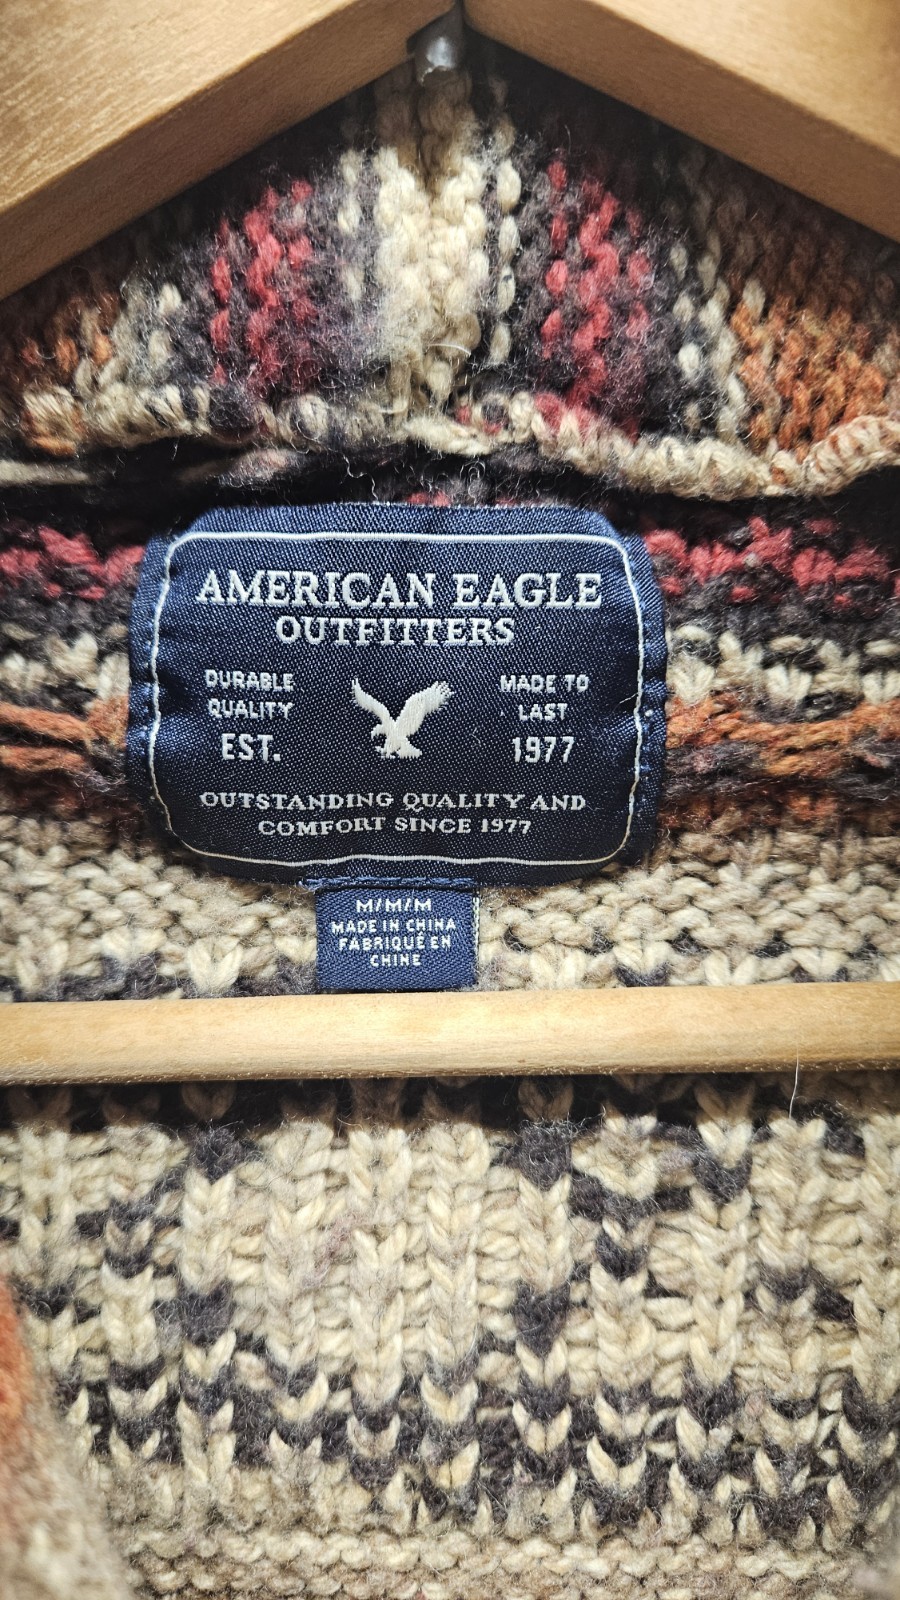 AMERICAN EAGLE
OUTFITTERS
DURABLE
QUALITY
EST.
MADE TO
LAST
1977
OUTSTANDING QUALITY AND
COMFORT SINCE 1977
M/M/M
MADE IN CHINA
FABRIQUÉ EN
CHINE